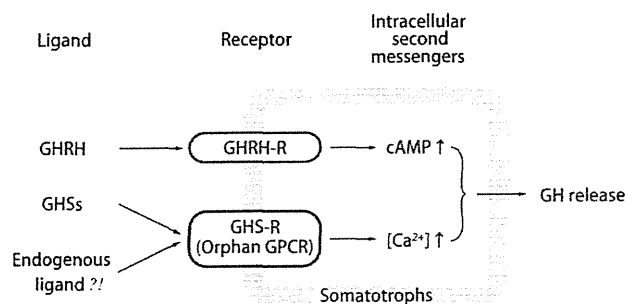 Ligand
Receptor
Intracellular
second
messengers
GHRH
GHRH-R
cAMP ↑
GHSs
GHS-R
(Orphan GPCR)
[Ca²⁺] ↑
GH release
Endogenous
ligand ?!
Somatotrophs